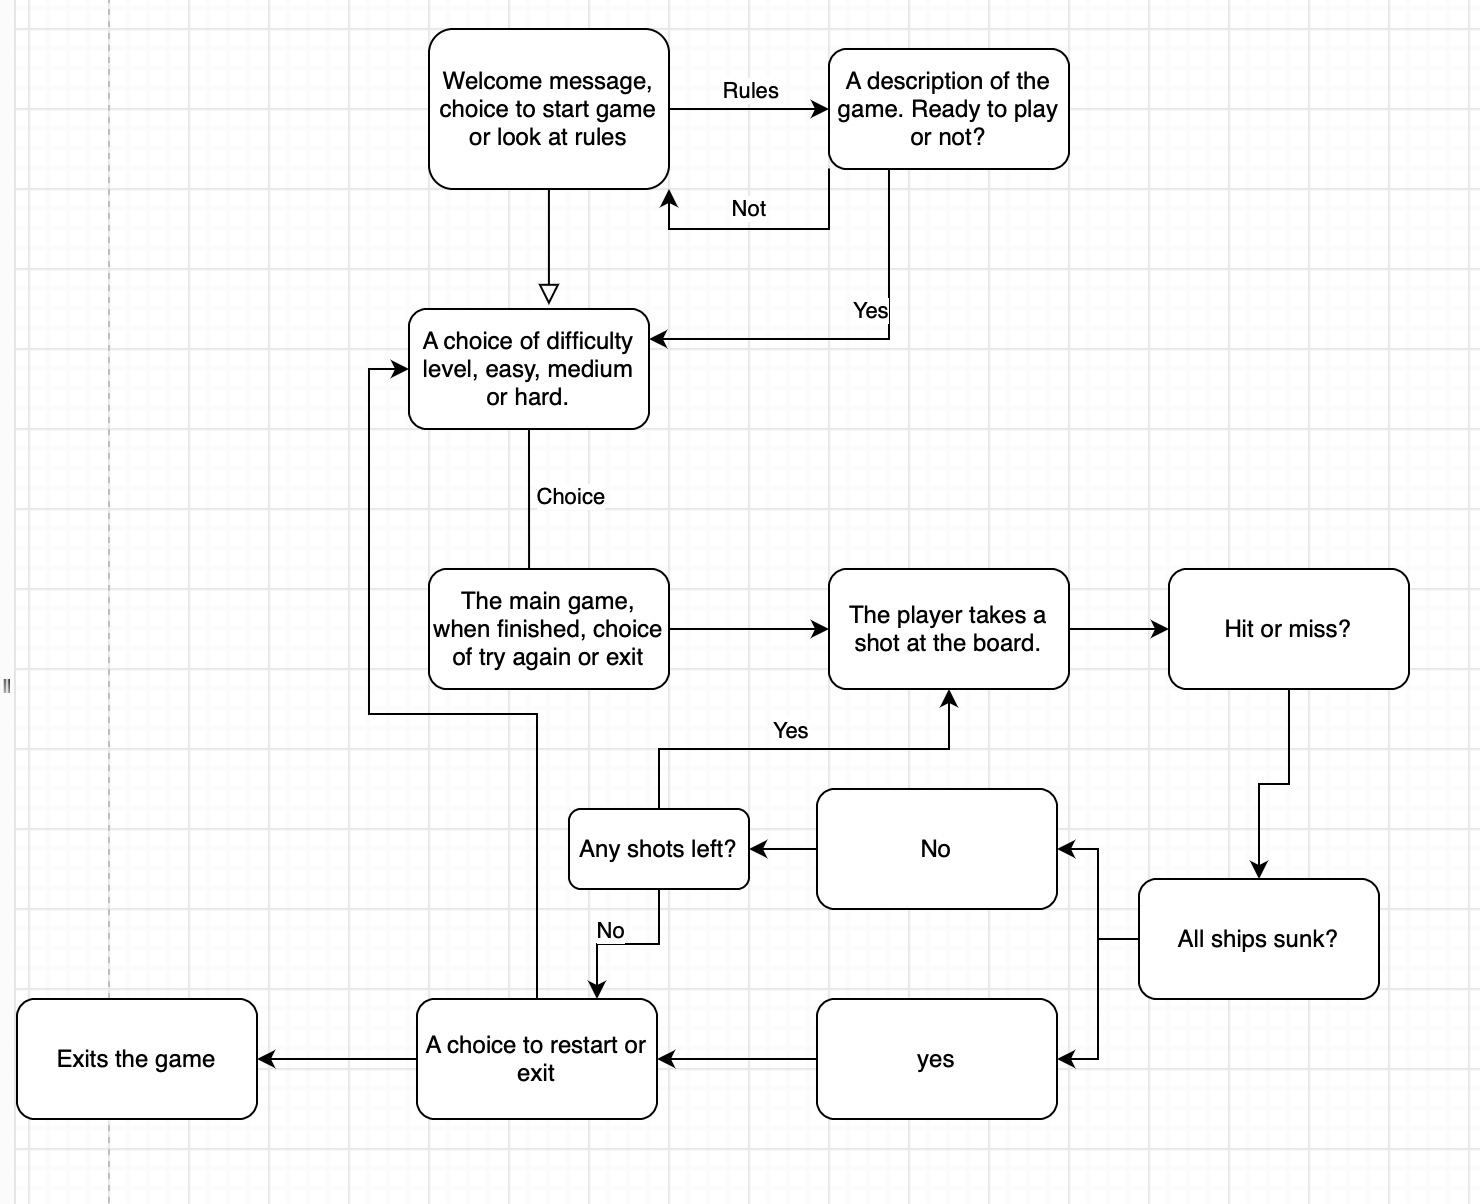 Welcome message,
choice to start game
or look at rules
Rules
A description of the
game. Ready to play
or not?
Not
Yes
A choice of difficulty
level, easy, medium
or hard.
Choice
The main game,
when finished, choice
of try again or exit
The player takes a
shot at the board.
Hit or miss?
Yes
Any shots left?
No
No
All ships sunk?
Exits the game
A choice to restart or
exit
yes